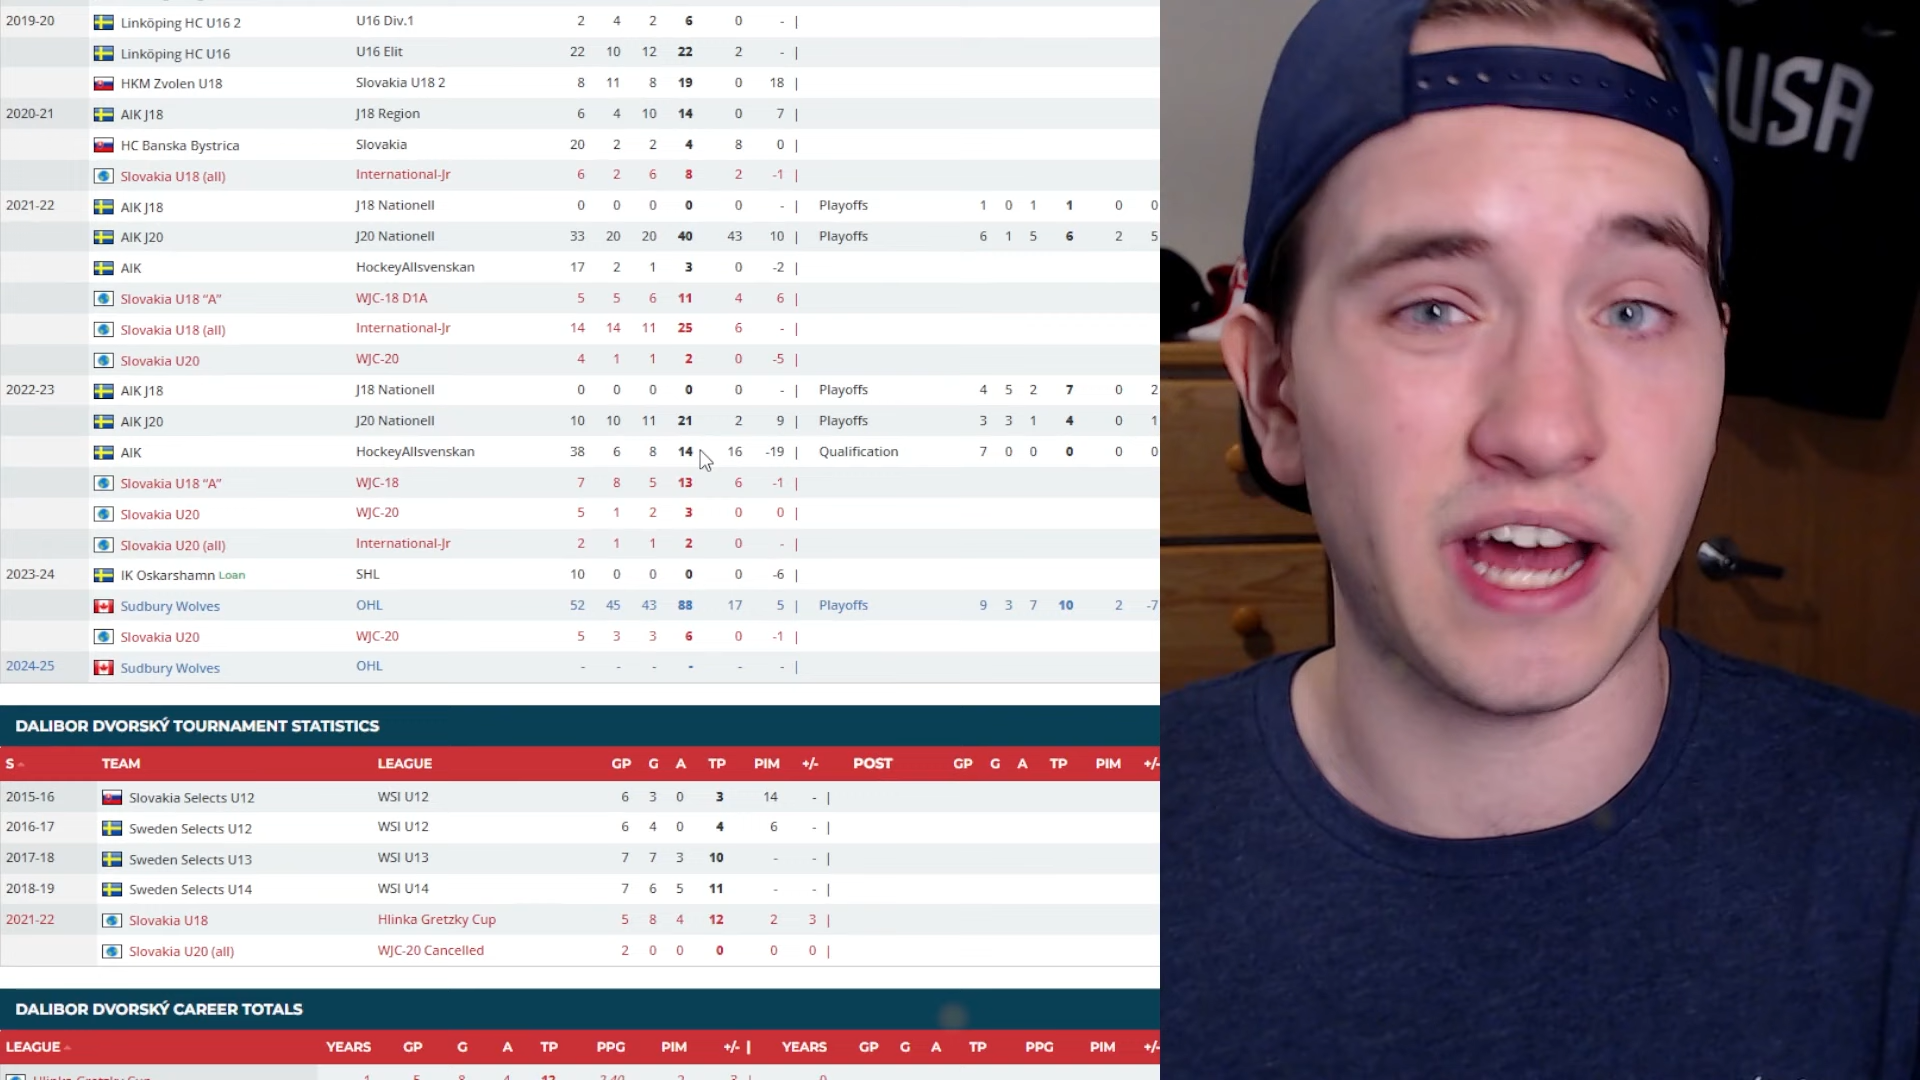 2019-20 Linköping HC U16 2 U16 Div.1 2 4 2 6 0 - |
Linköping HC U16 U16 Elit 22 10 12 22 2 - |
HKM Zvolen U18 Slovakia U18 2 8 11 8 19 0 18 |
2020-21 AIK J18 J18 Region 6 4 10 14 0 7 |
HC Banska Bystrica Slovakia 20 2 2 4 8 0 |
Slovakia U18 (all) International-Jr 6 2 6 8 2 -1 |
2021-22 AIK J18 J18 Nationell 0 0 0 0 0 - | Playoffs 1 0 1 1 0 0
AIK J20 J20 Nationell 33 20 20 40 43 10 | Playoffs 6 1 5 6 2 5
AIK HockeyAllsvenskan 17 2 1 3 0 -2 |
Slovakia U18 “A” WJC-18 D1A 5 5 6 11 4 6 |
Slovakia U18 (all) International-Jr 14 14 11 25 6 - |
Slovakia U20 WJC-20 4 1 1 2 0 -5 |
2022-23 AIK J18 J18 Nationell 0 0 0 0 0 - | Playoffs 4 5 2 7 0 2
AIK J20 J20 Nationell 10 10 11 21 2 9 | Playoffs 3 3 1 4 0 1
AIK HockeyAllsvenskan 38 6 8 14 16 -19 | Qualification 7 0 0 0 0 0
Slovakia U18 “A” WJC-18 7 8 5 13 6 -1 |
Slovakia U20 WJC-20 5 1 2 3 0 0 |
Slovakia U20 (all) International-Jr 2 1 1 2 0 - |
2023-24 IK Oskarshamn Loan SHL 10 0 0 0 0 -6 |
Sudbury Wolves OHL 52 45 43 88 17 5 | Playoffs 9 3 7 10 2 -7
Slovakia U20 WJC-20 5 3 3 6 0 -1 |
2024-25 Sudbury Wolves OHL - - - - - - |
DALIBOR DVORSKÝ TOURNAMENT STATISTICS
S TEAM LEAGUE GP G A TP PIM +/- POST GP G A TP PIM +/-
2015-16 Slovakia Selects U12 WSI U12 6 3 0 3 14 - |
2016-17 Sweden Selects U12 WSI U12 6 4 0 4 6 - |
2017-18 Sweden Selects U13 WSI U13 7 7 3 10 - - |
2018-19 Sweden Selects U14 WSI U14 7 6 5 11 - - |
2021-22 Slovakia U18 Hlinka Gretzky Cup 5 8 4 12 2 3 |
Slovakia U20 (all) WJC-20 Cancelled 2 0 0 0 0 0 |
DALIBOR DVORSKÝ CAREER TOTALS
LEAGUE YEARS GP G A TP PPG PIM +/- | YEARS GP G A TP PPG PIM +/-
Hlinka Gretzky Cup 1 5 8 4 12 2.40 2 3 | 0
USA